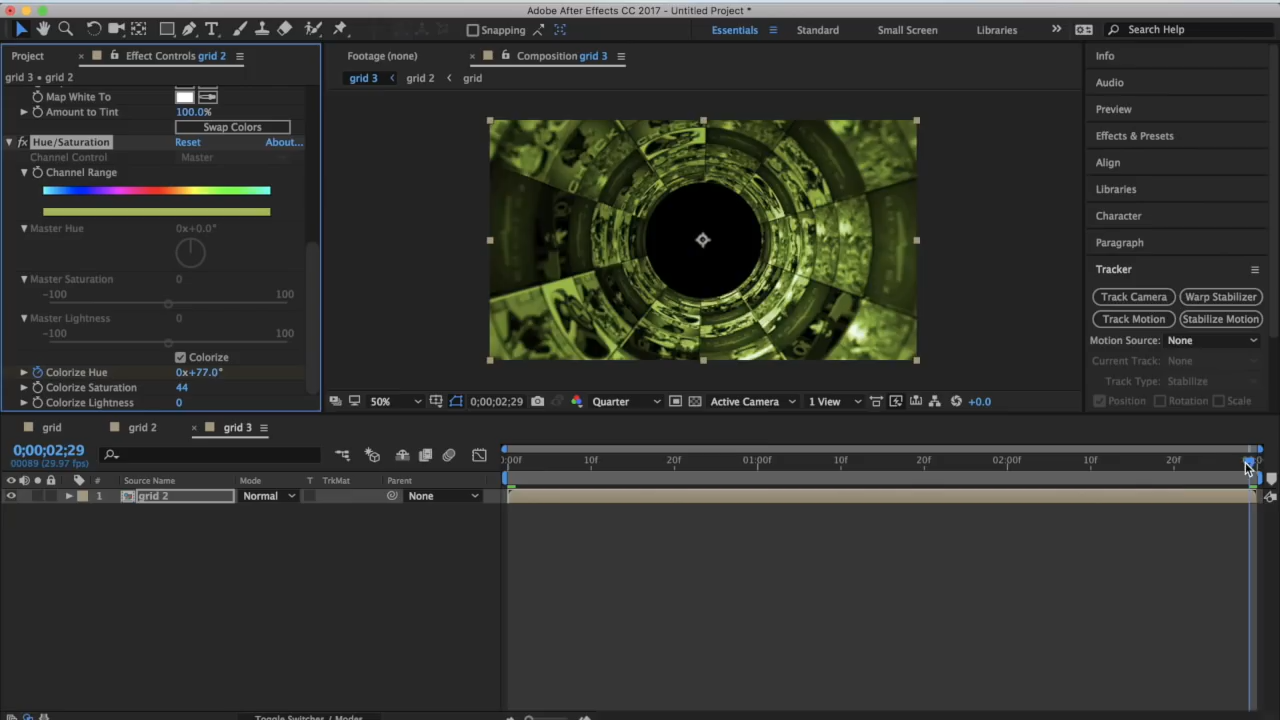 Adobe After Effects CC 2017 - Untitled Project *
Snapping
Essentials
Standard
Small Screen
Libraries
Search Help
Project
Effect Controls grid 2
Footage (none)
Composition grid 3
Info
grid 3 • grid 2
grid 3
grid 2
grid
Audio
Map White To
Amount to Tint 100.0%
Preview
Swap Colors
Effects & Presets
Hue/Saturation Reset About...
Channel Control Master
Align
Channel Range
Libraries
Character
Master Hue 0x+0.0°
Paragraph
Tracker
Master Saturation 0
-100 100
Track Camera Warp Stabilizer
Master Lightness 0
Track Motion Stabilize Motion
-100 100
Motion Source: None
Colorize
Current Track: None
Colorize Hue 0x+77.0°
Track Type: Stabilize
Colorize Saturation 44
Colorize Lightness 0
50%
0;00;02;29
Quarter
Active Camera
1 View
+0.0
Position Rotation Scale
grid
grid 2
grid 3
0;00;02;29
00089 (29.97 fps)
:00f 10f 20f 01:00f 10f 20f 02:00f 10f 20f
# Source Name Mode T TrkMat Parent
1 grid 2 Normal None
Toggle Switches / Modes